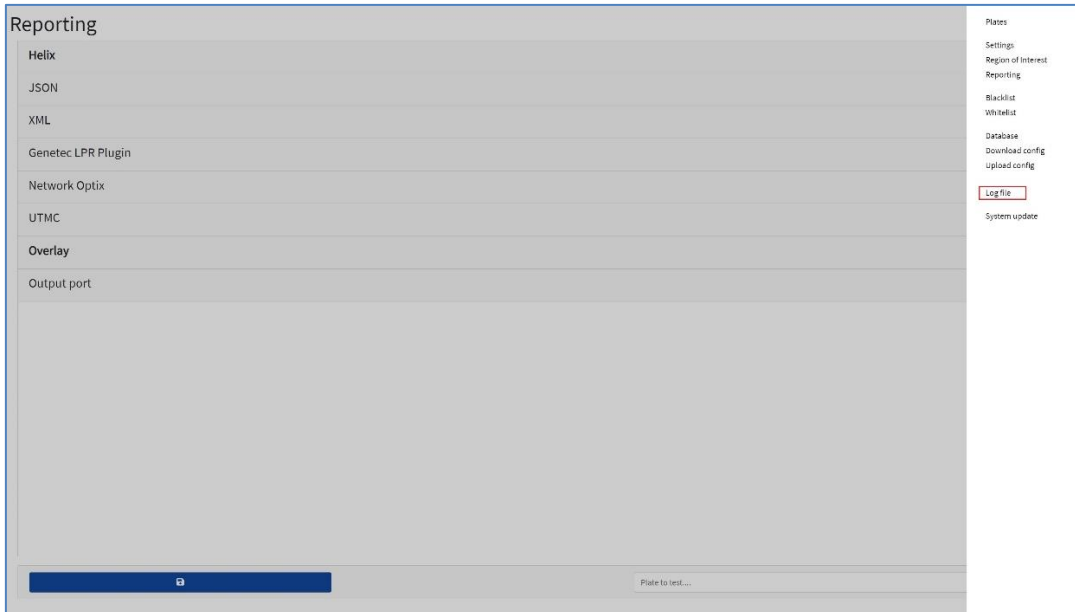 Reporting
Helix
JSON
XML
Genetec LPR Plugin
Network Optix
UTMC
Overlay
Output port
Plate to test....
Plates
Settings
Region of Interest
Reporting
Blacklist
Whitelist
Database
Download config
Upload config
Log file
System update